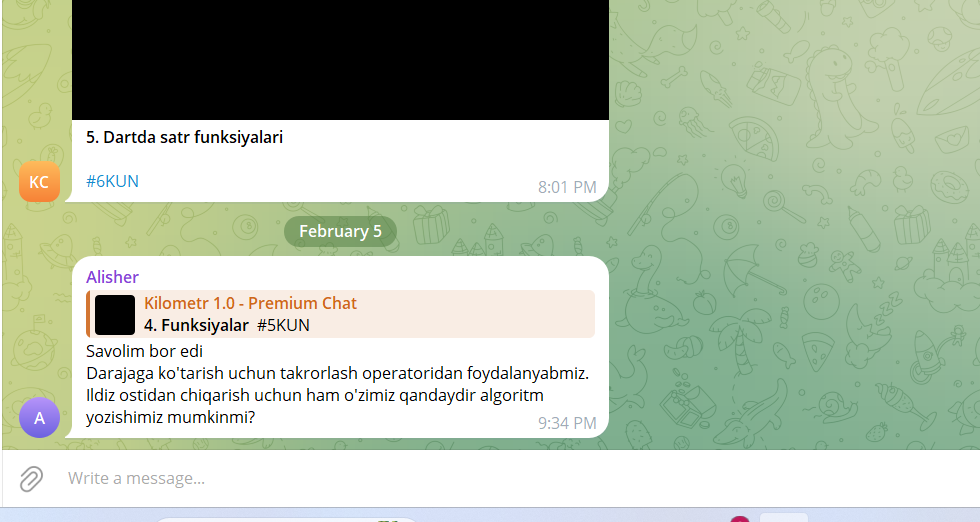 5. Dartda satr funksiyalari
#6KUN
8:01 PM
KC
February 5
Alisher
Kilometr 1.0 - Premium Chat
4. Funksiyalar #5KUN
Savolim bor edi
Darajaga ko'tarish uchun takrorlash operatoridan foydalanyabmiz.
Ildiz ostidan chiqarish uchun ham o'zimiz qandaydir algoritm
yozishimiz mumkinmi?
9:34 PM
A
Write a message...